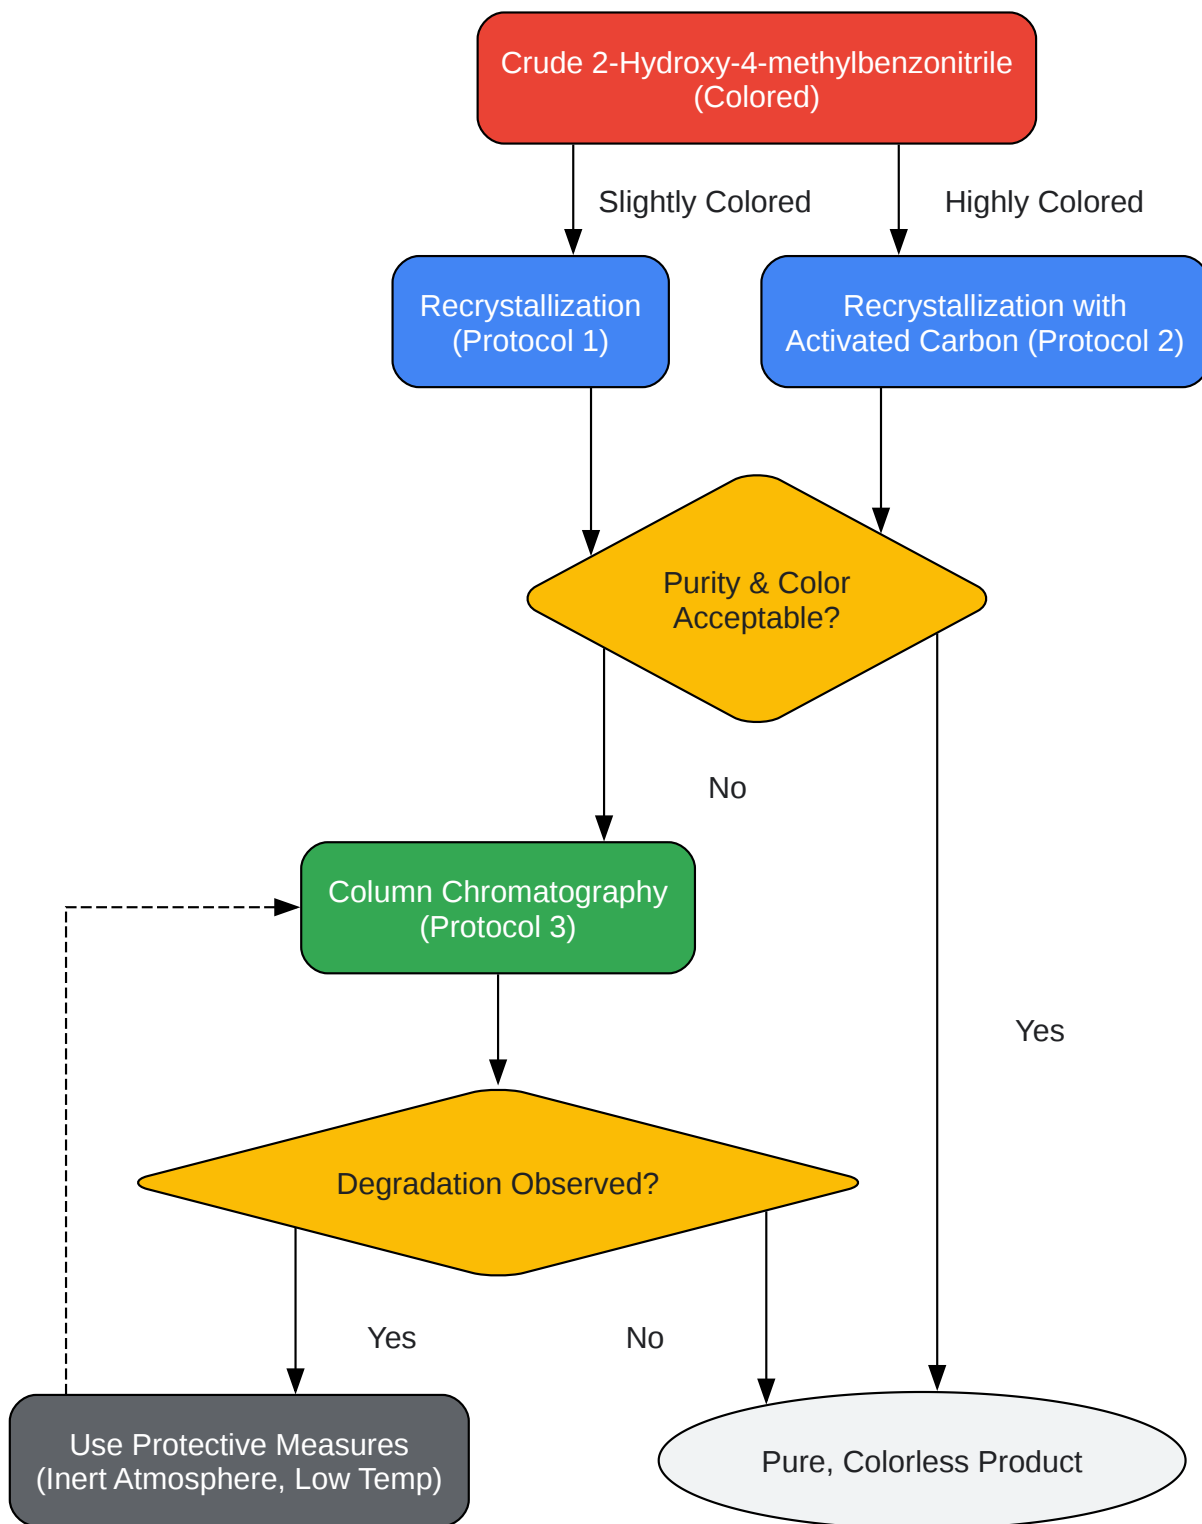 Crude 2-Hydroxy-4-methylbenzonitrile
(Colored)
Slightly Colored
Highly Colored
Recrystallization
(Protocol 1)
Recrystallization with
Activated Carbon (Protocol 2)
Purity & Color
Acceptable?
No
Column Chromatography
(Protocol 3)
Yes
Degradation Observed?
Yes
No
Use Protective Measures
(Inert Atmosphere, Low Temp)
Pure, Colorless Product